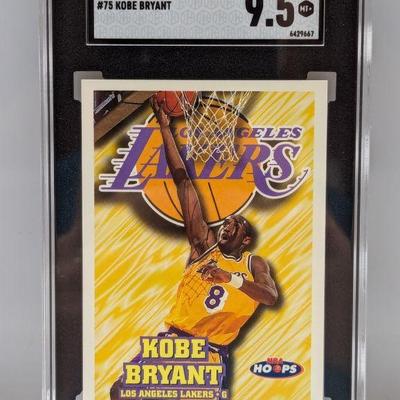 #75 KOBE BRYANT
9.5 MT+
6429667
LOS ANGELES
LAKERS
8
KOBE
BRYANT
LOS ANGELES LAKERS · G
NBA
HOOPS